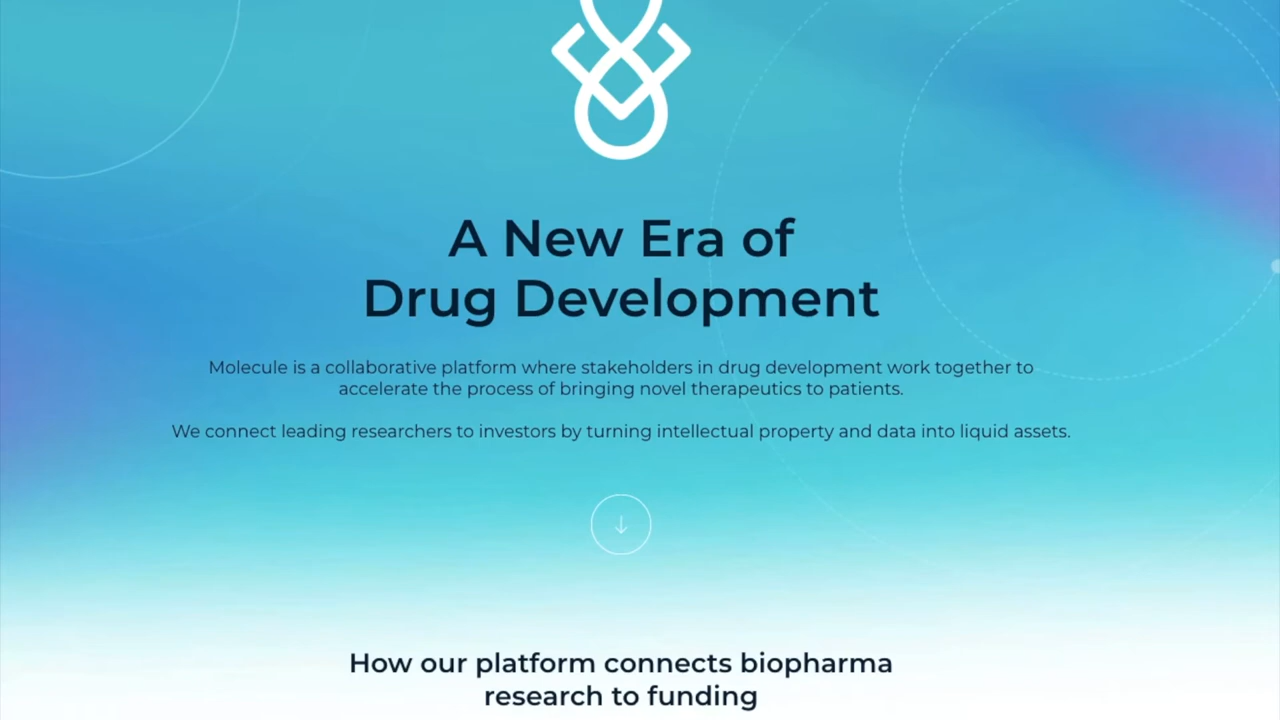 A New Era of
Drug Development
Molecule is a collaborative platform where stakeholders in drug development work together to
accelerate the process of bringing novel therapeutics to patients.
We connect leading researchers to investors by turning intellectual property and data into liquid assets.
How our platform connects biopharma
research to funding